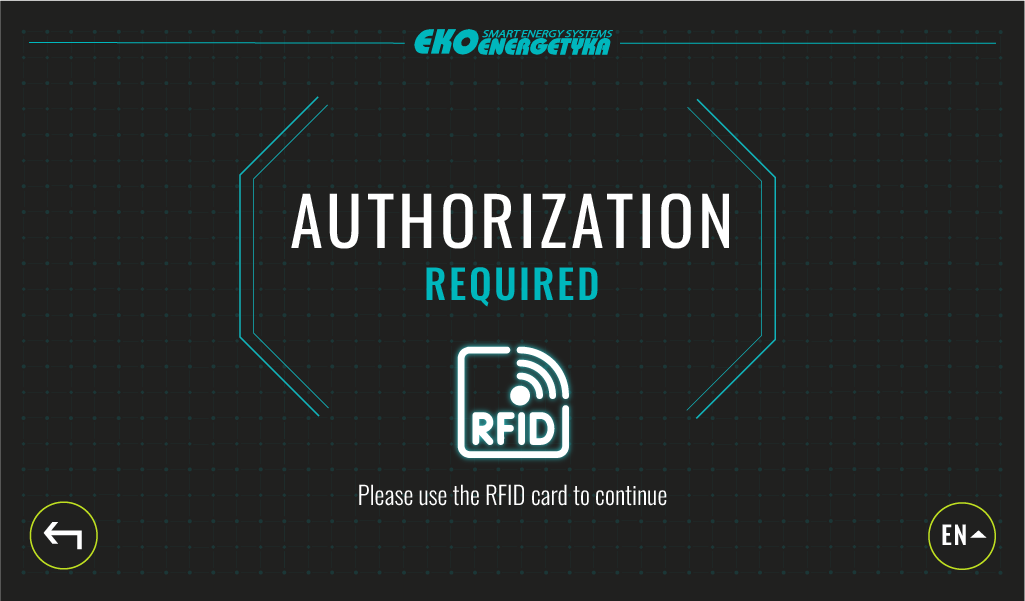 EKO SMART ENERGY SYSTEMS
ENERGETYKA
AUTHORIZATION
REQUIRED
RFID
Please use the RFID card to continue
EN